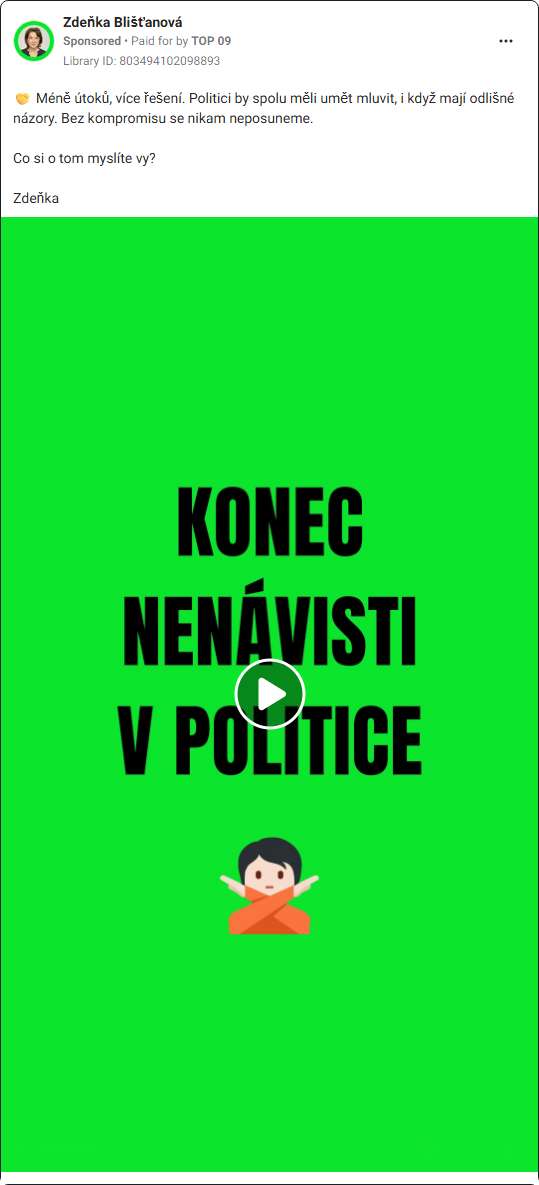 Zdeňka Blišťanová
Sponsored • Paid for by TOP 09
Library ID: 803494102098893
🤝 Méně útoků, více řešení. Politici by spolu měli umět mluvit, i když mají odlišné
názory. Bez kompromisu se nikam neposuneme.
Co si o tom myslíte vy?
Zdeňka
KONEC
NENÁVISTI
V POLITICE